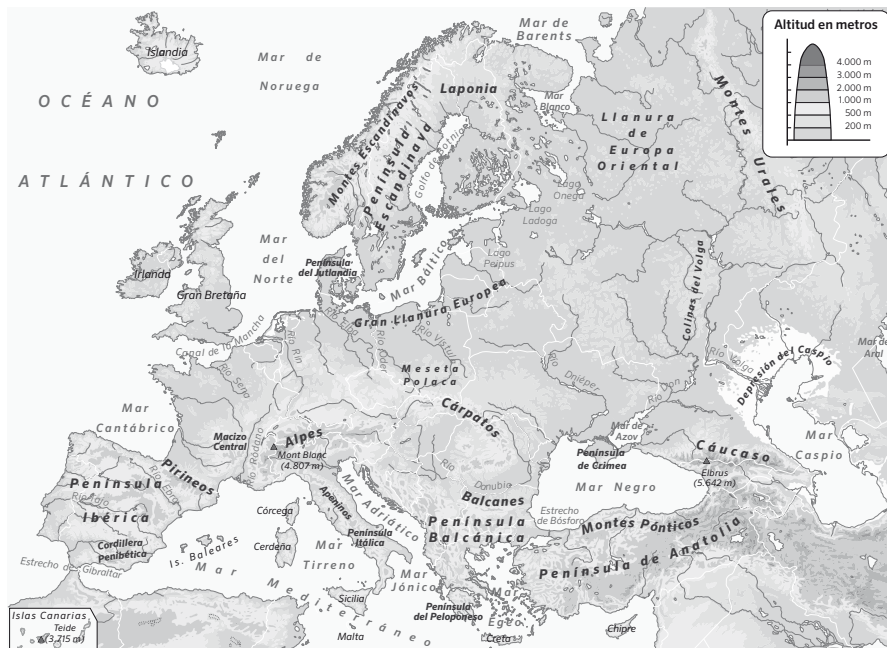 Altitud en metros
4.000 m
3.000 m
2.000 m
1.000 m
500 m
200 m
Islandia
Mar de
Noruega
Mar de
Barents
OCÉANO
ATLÁNTICO
Laponia
Mar
Blanco
Montes Escandinavos
Península
Escandinava
Golfo de Botnia
Llanura
de
Europa
Oriental
Montes Urales
Lago
Onega
Lago
Ladoga
Lago
Peipus
Mar
del
Norte
Península
del Jutlandia
Mar Báltico
Irlanda
Gran Bretaña
Gran Llanura Europea
Colinas del Volga
Canal de la Mancha
Río Sena
Río Rin
Río Elba
Río Oder
Río Vístula
Meseta
Polaca
Río
Dniéper
Río Don
Río Volga
Depresión del Caspio
Mar de
Aral
Mar
Cantábrico
Macizo
Central
Río Ródano
Alpes
Mont Blanc
(4.807 m)
Cárpatos
Mar de
Azov
Península
de Crimea
Cáucaso
Elbrus
(5.642 m)
Mar
Caspio
Península
Ibérica
Río Tajo
Río Ebro
Pirineos
Cordillera
Penibética
Estrecho de Gibraltar
Is. Baleares
Córcega
Cerdeña
Apeninos
Mar Adriático
Península
Itálica
Mar
Tirreno
Río
Danubio
Balcanes
Península
Balcánica
Mar Negro
Estrecho
de Bósforo
Montes Pónticos
Península de Anatolia
Mar Mediterráneo
Sicilia
Malta
Mar
Jónico
Península
del Peloponeso
Mar
Egeo
Creta
Chipre
Islas Canarias
Teide
(3.715 m)